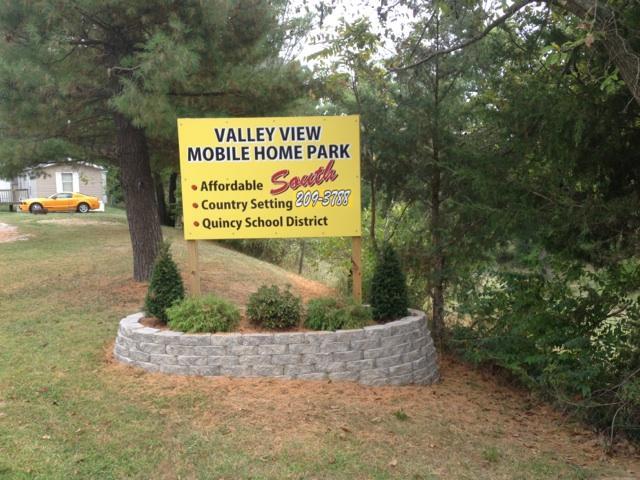 VALLEY VIEW
MOBILE HOME PARK
South
• Affordable
• Country Setting 209-3788
• Quincy School District